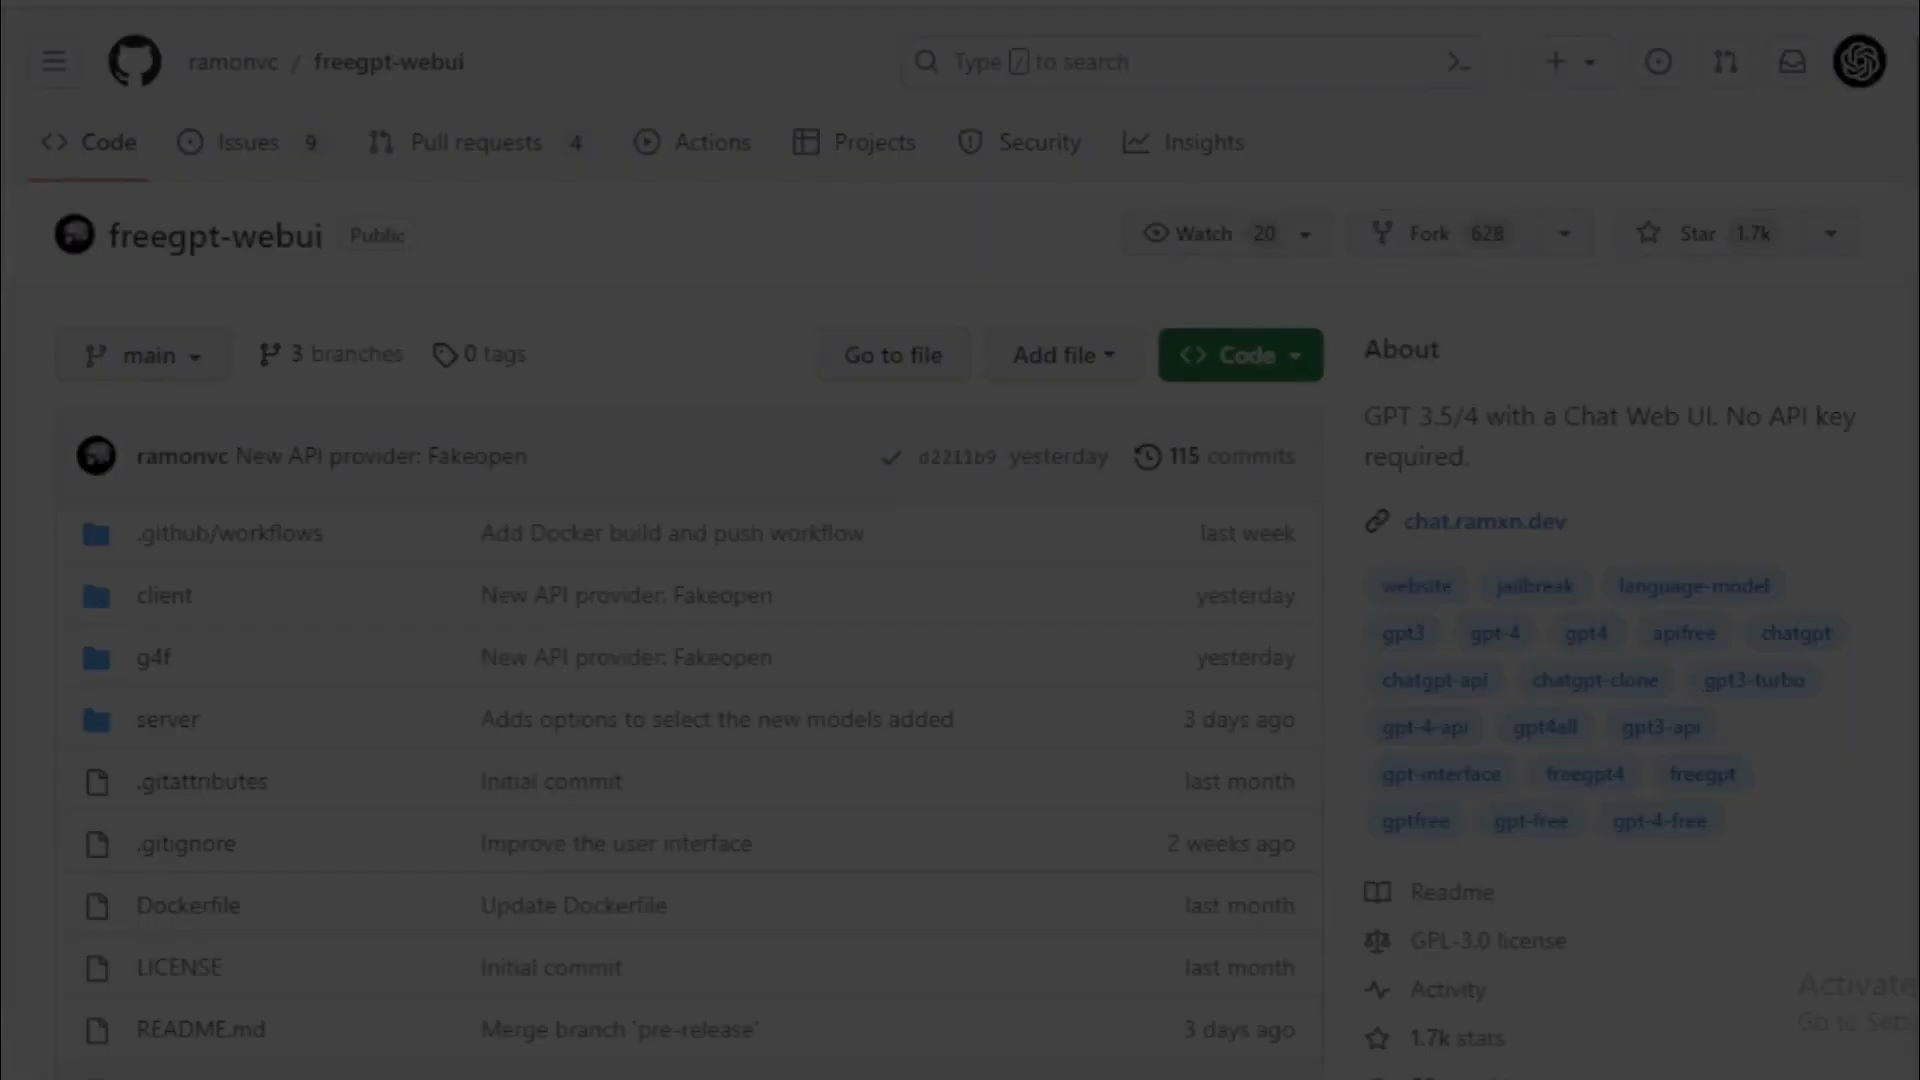 ramonvc / freegpt-webui
Type / to search
Code
Issues 9
Pull requests 4
Actions
Projects
Security
Insights
freegpt-webui Public
Watch 20
Fork 628
Star 1.7k
main
3 branches
0 tags
Go to file
Add file
Code
ramonvc New API provider: Fakeopen
d2211b9 yesterday
115 commits
.github/workflows Add Docker build and push workflow last week
client New API provider: Fakeopen yesterday
g4f New API provider: Fakeopen yesterday
server Adds options to select the new models added 3 days ago
.gitattributes Initial commit last month
.gitignore Improve the user interface 2 weeks ago
Dockerfile Update Dockerfile last month
LICENSE Initial commit last month
README.md Merge branch 'pre-release' 3 days ago
About
GPT 3.5/4 with a Chat Web UI. No API key
required.
chat.ramxn.dev
website jailbreak language-model
gpt3 gpt-4 gpt4 apifree chatgpt
chatgpt-api chatgpt-clone gpt3-turbo
gpt-4-api gpt4all gpt3-api
gpt-interface freegpt4 freegpt
gptfree gpt-free gpt-4-free
Readme
GPL-3.0 license
Activity
1.7k stars
Activate
Go to Sett